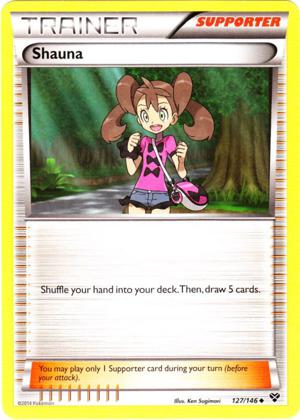 TRAINER SUPPORTER
Shauna
Shuffle your hand into your deck. Then, draw 5 cards.
You may play only 1 Supporter card during your turn (before
your attack).
©2014 Pokémon
Illus. Ken Sugimori 127/146